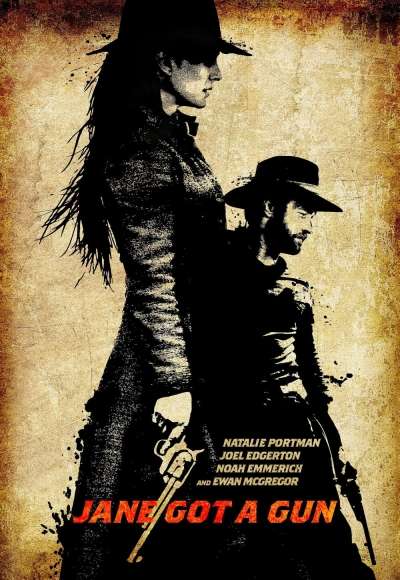 NATALIE PORTMAN
JOEL EDGERTON
NOAH EMMERICH
AND EWAN MCGREGOR
JANE GOT A GUN